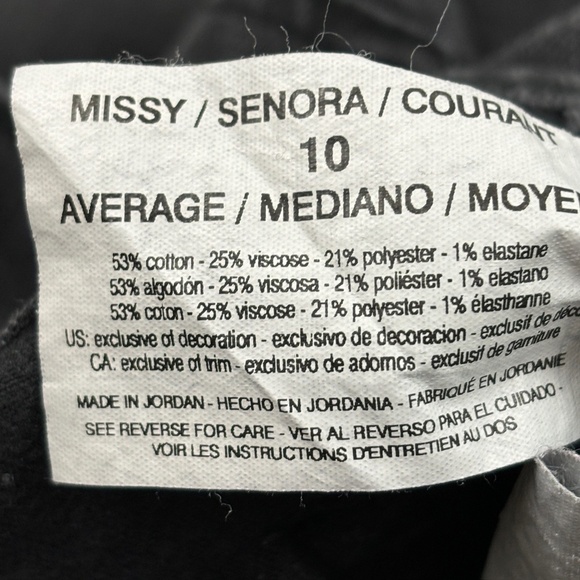 MISSY / SENORA / COURANT
10
AVERAGE / MEDIANO / MOYE
53% cotton - 25% viscose - 21% polyester - 1% elastane
53% algodón - 25% viscosa - 21% poliéster - 1% elastano
53% coton - 25% viscose - 21% polyester - 1% élasthanne
US: exclusive of decoration - exclusivo de decoracion - exclusif de déco
CA: exclusive of trim - exclusivo de adornos - exclusif de garniture
MADE IN JORDAN - HECHO EN JORDANIA - FABRIQUÉ EN JORDANIE
SEE REVERSE FOR CARE - VER AL REVERSO PARA EL CUIDADO -
VOIR LES INSTRUCTIONS D'ENTRETIEN AU DOS